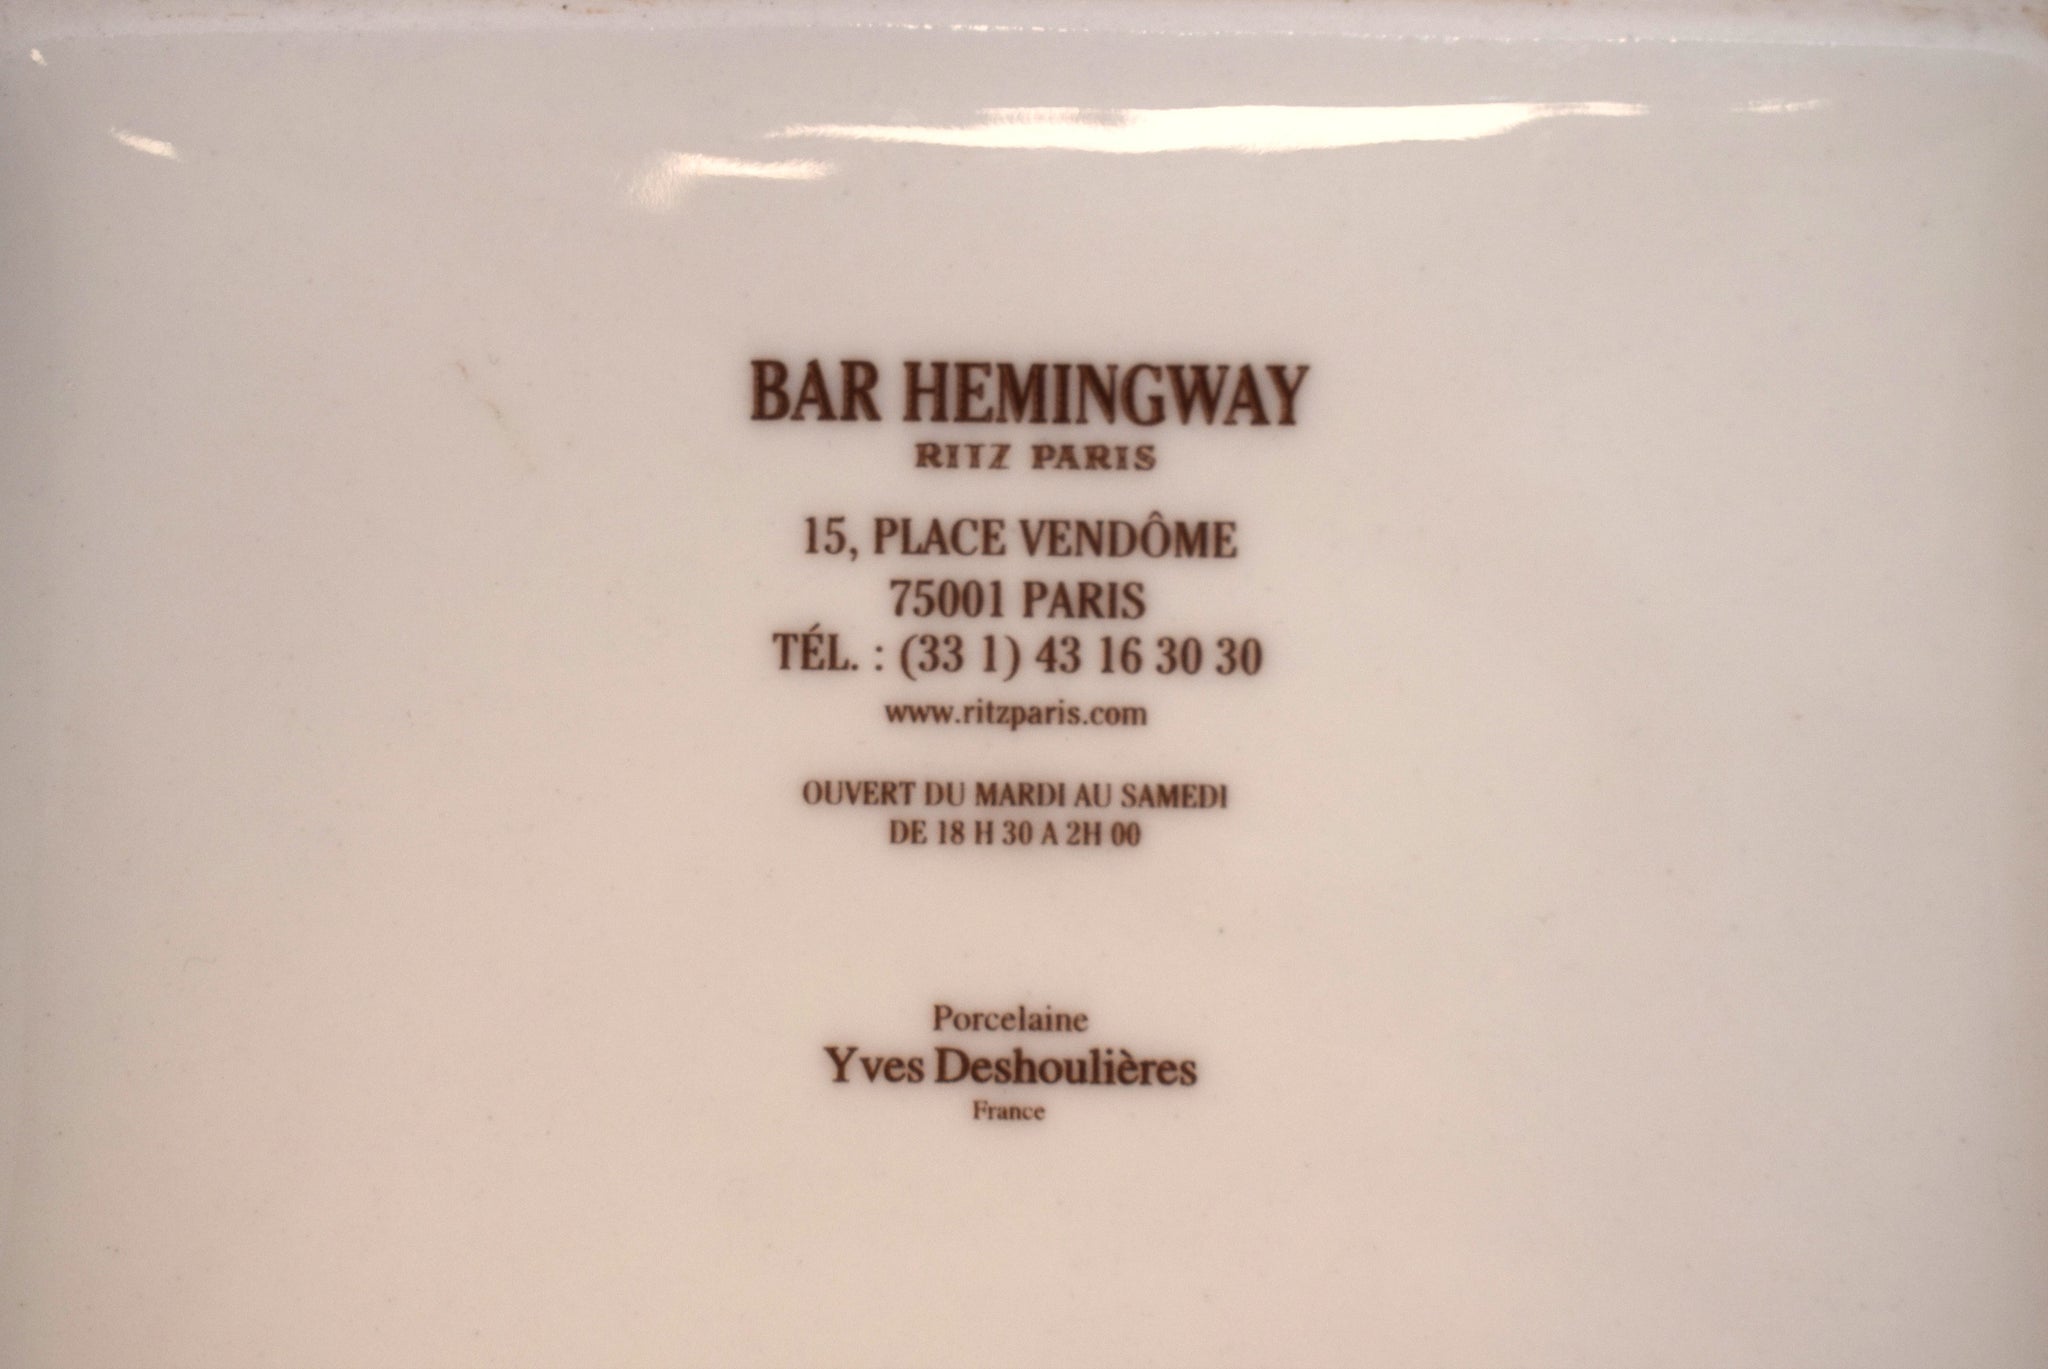 BAR HEMINGWAY
RITZ PARIS
15, PLACE VENDÔME
75001 PARIS
TÉL. : (33 1) 43 16 30 30
www.ritzparis.com
OUVERT DU MARDI AU SAMEDI
DE 18 H 30 A 2H 00
Porcelaine
Yves Deshoulières
France